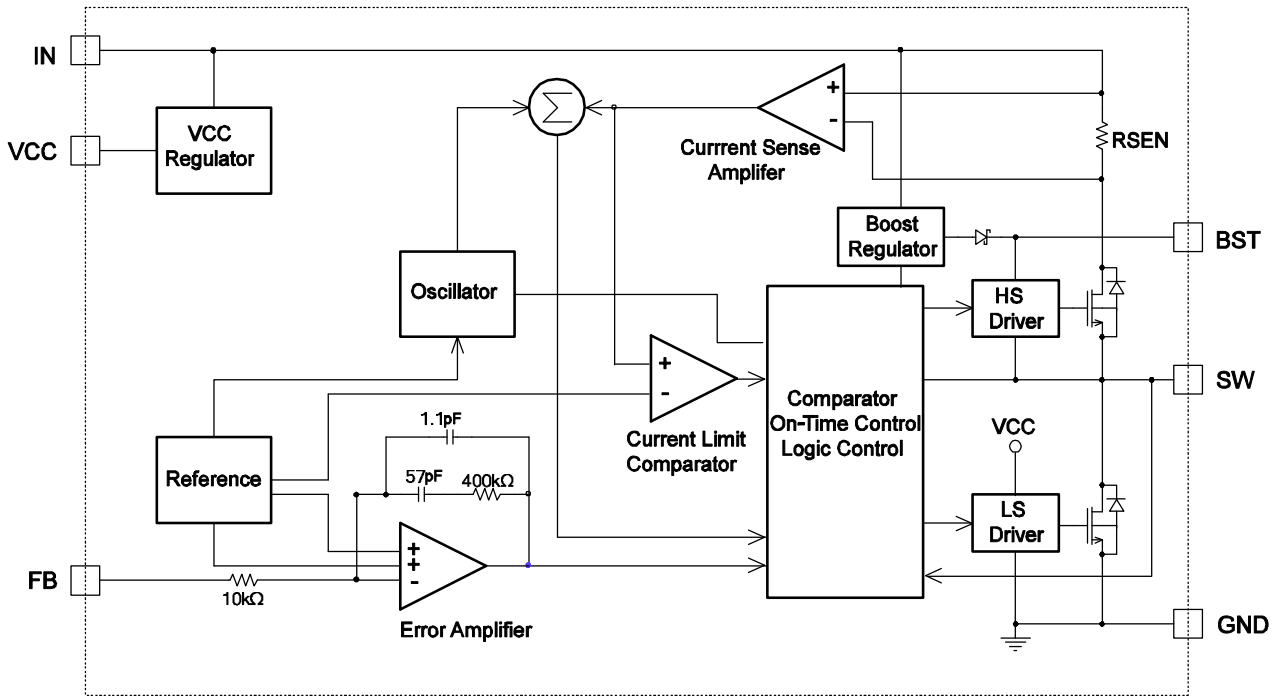 IN
VCC
VCC
Regulator
Σ
+
-
Currrent Sense
Amplifer
RSEN
Boost
Regulator
BST
Oscillator
HS
Driver
+
-
Current Limit
Comparator
Comparator
On-Time Control
Logic Control
SW
1.1pF
VCC
Reference
57pF
400kΩ
LS
Driver
+
+
-
FB
10kΩ
Error Amplifier
GND